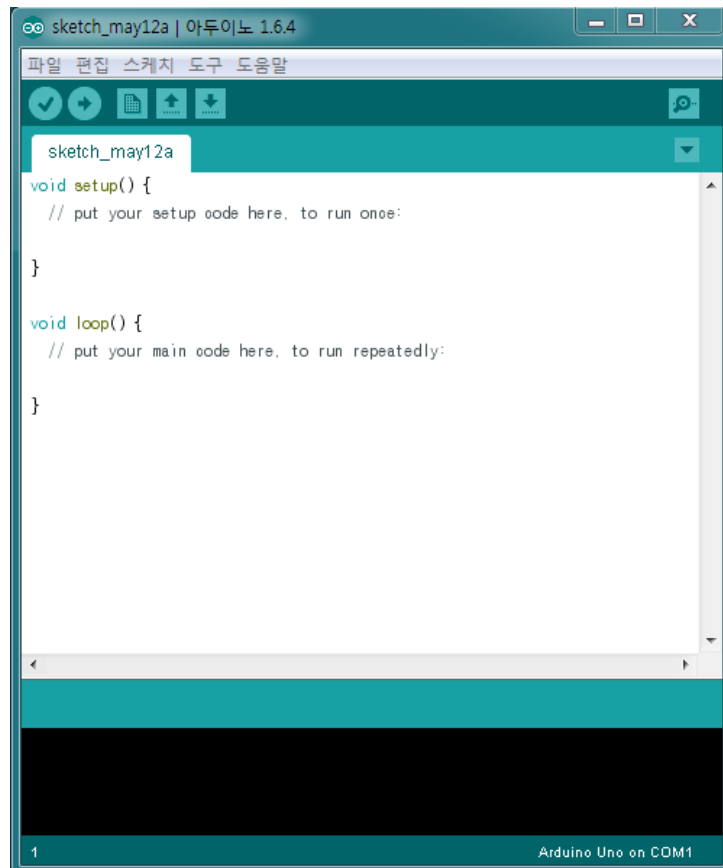 sketch_may12a | 아두이노 1.6.4
파일 편집 스케치 도구 도움말
sketch_may12a
void setup() {
  // put your setup code here, to run once:
}
void loop() {
  // put your main code here, to run repeatedly:
}
1 Arduino Uno on COM1